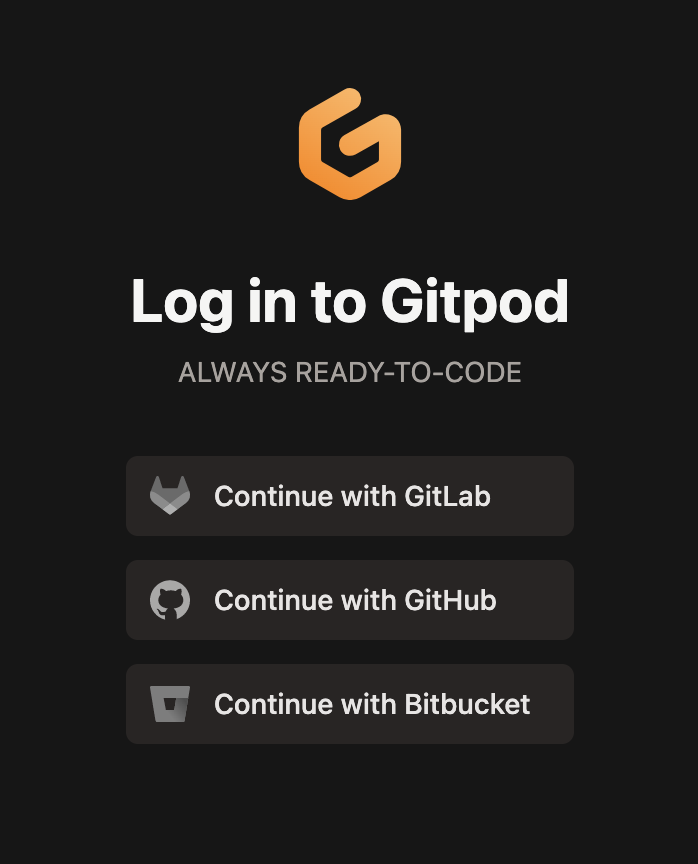 Log in to Gitpod
ALWAYS READY-TO-CODE
Continue with GitLab
Continue with GitHub
Continue with Bitbucket